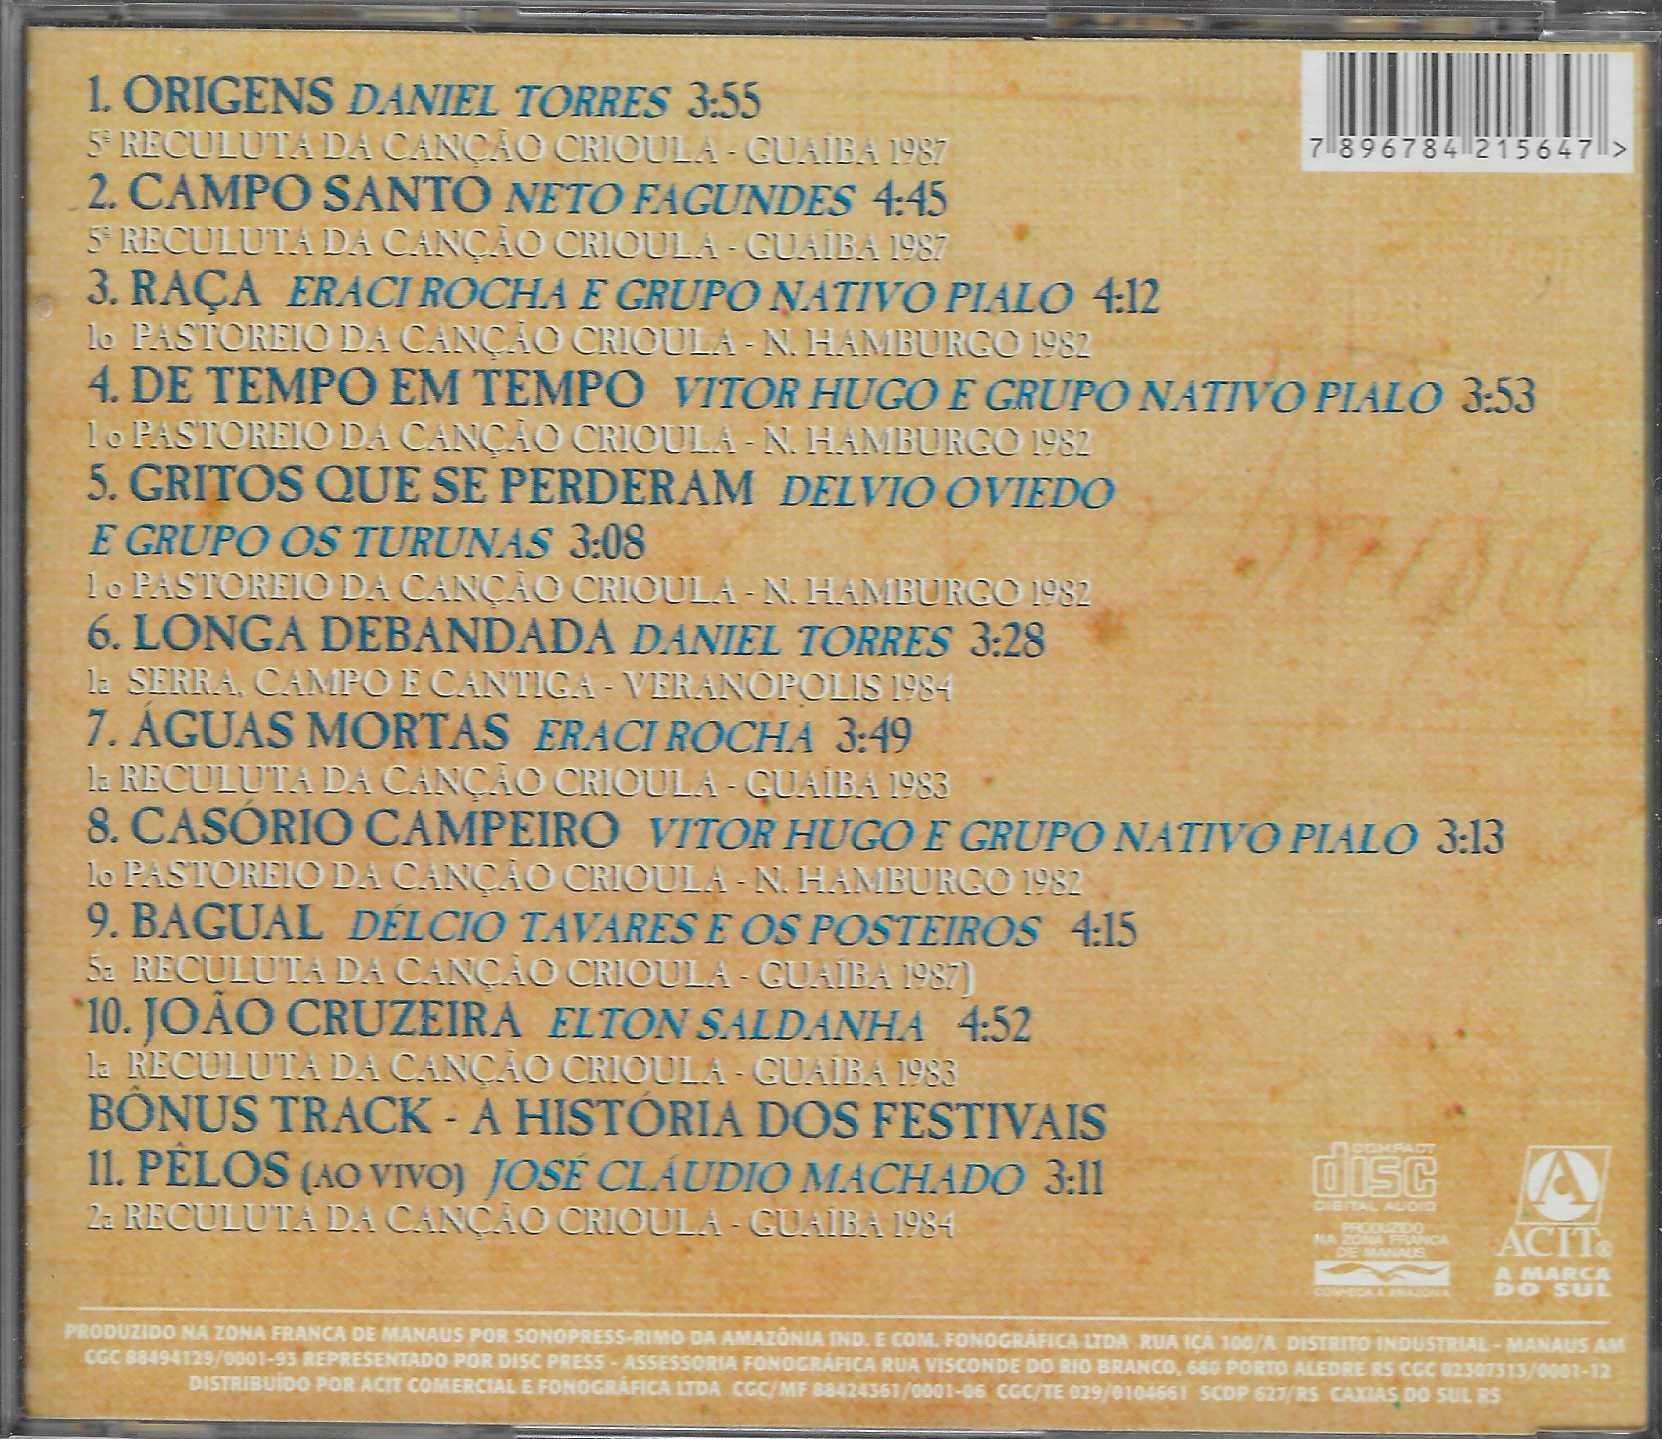 1. ORIGENS DANIEL TORRES 3:55
5ª RECULUTA DA CANÇÃO CRIOULA - GUAÍBA 1987
2. CAMPO SANTO NETO FAGUNDES 4:45
5ª RECULUTA DA CANÇÃO CRIOULA - GUAÍBA 1987
3. RAÇA ERACI ROCHA E GRUPO NATIVO PIALO 4:12
1o PASTOREIO DA CANÇÃO CRIOULA - N. HAMBURGO 1982
4. DE TEMPO EM TEMPO VITOR HUGO E GRUPO NATIVO PIALO 3:53
1o PASTOREIO DA CANÇÃO CRIOULA - N. HAMBURGO 1982
5. GRITOS QUE SE PERDERAM DELVIO OVIEDO
E GRUPO OS TURUNAS 3:08
1o PASTOREIO DA CANÇÃO CRIOULA - N. HAMBURGO 1982
6. LONGA DEBANDADA DANIEL TORRES 3:28
1a SERRA, CAMPO E CANTIGA - VERANÓPOLIS 1984
7. ÁGUAS MORTAS ERACI ROCHA 3:49
1a RECULUTA DA CANÇÃO CRIOULA - GUAÍBA 1983
8. CASÓRIO CAMPEIRO VITOR HUGO E GRUPO NATIVO PIALO 3:13
1o PASTOREIO DA CANÇÃO CRIOULA - N. HAMBURGO 1982
9. BAGUAL DÉLCIO TAVARES E OS POSTEIROS 4:15
5a RECULUTA DA CANÇÃO CRIOULA - GUAÍBA 1987)
10. JOÃO CRUZEIRA ELTON SALDANHA 4:52
1a RECULUTA DA CANÇÃO CRIOULA - GUAÍBA 1983
BÔNUS TRACK - A HISTÓRIA DOS FESTIVAIS
11. PÊLOS (AO VIVO) JOSÉ CLÁUDIO MACHADO 3:11
2a RECULUTA DA CANÇÃO CRIOULA - GUAÍBA 1984
7 896784 215647 >
COMPACT
disc
DIGITAL AUDIO
PRODUZIDO
NA ZONA FRANCA
DE MANAUS
CONHEÇA A AMAZÔNIA
ACIT®
A MARCA
DO SUL
PRODUZIDO NA ZONA FRANCA DE MANAUS POR SONOPRESS-RIMO DA AMAZÔNIA IND. E COM. FONOGRÁFICA LTDA RUA IÇÁ 100/A DISTRITO INDUSTRIAL - MANAUS AM
CGC 88494129/0001-93 REPRESENTADO POR DISC PRESS - ASSESSORIA FONOGRÁFICA RUA VISCONDE DO RIO BRANCO, 680 PORTO ALEDRE RS CGC 02307313/0001-12
DISTRIBUÍDO POR ACIT COMERCIAL E FONOGRÁFICA LTDA CGC/MF 88424361/0001-06 CGC/TE 029/0104661 SCDP 627/RS CAXIAS DO SUL RS